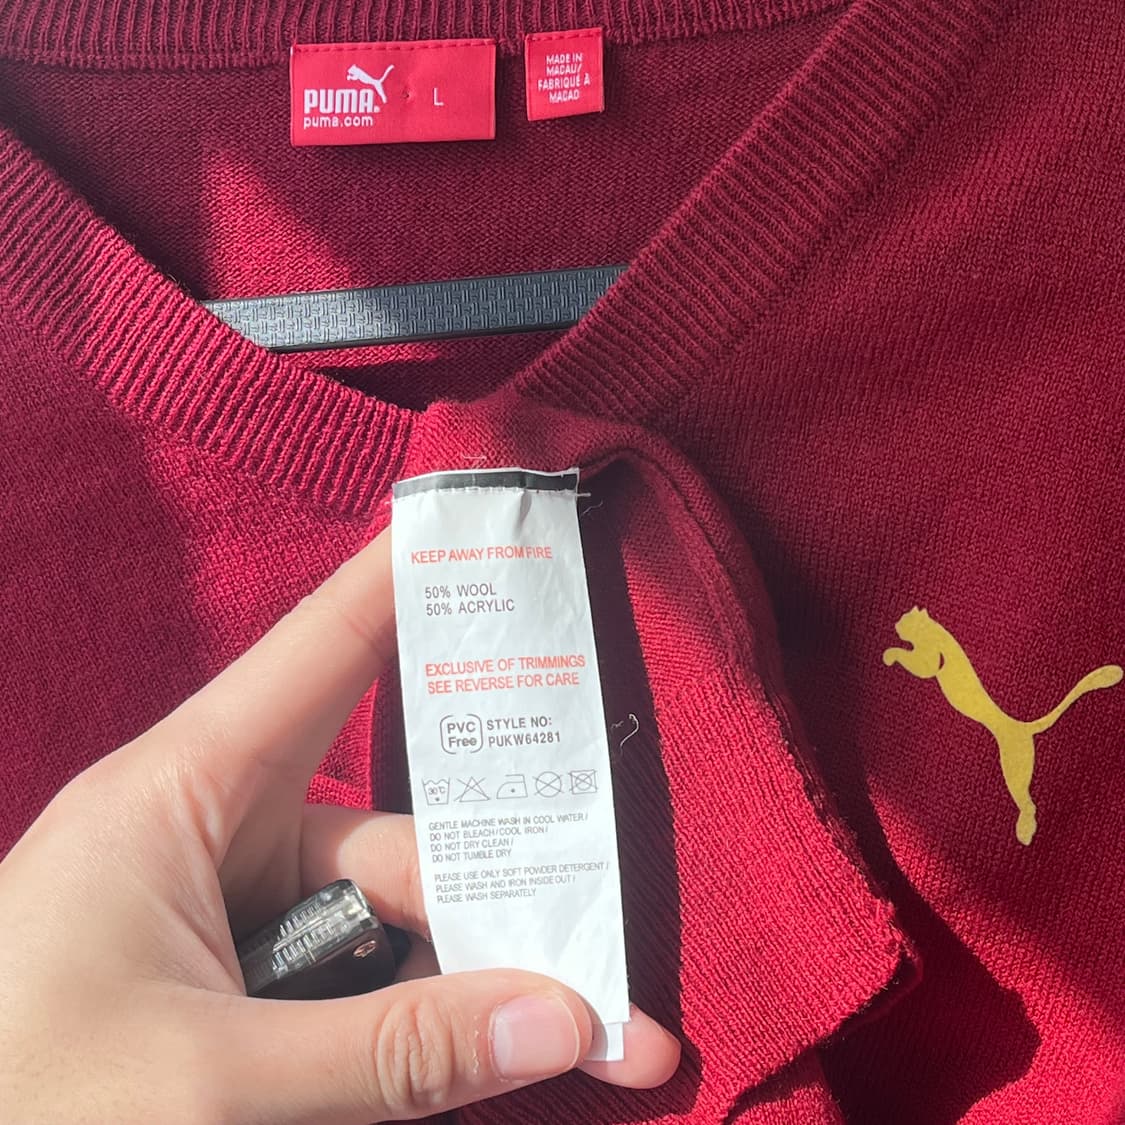 PUMA.
puma.com
L
MADE IN
MACAU/
FABRIQUÉ À
MACAO
KEEP AWAY FROM FIRE
50% WOOL
50% ACRYLIC
EXCLUSIVE OF TRIMMINGS
SEE REVERSE FOR CARE
PVC
Free
STYLE NO:
PUKW64281
30°C
GENTLE MACHINE WASH IN COOL WATER /
DO NOT BLEACH / COOL IRON /
DO NOT DRY CLEAN /
DO NOT TUMBLE DRY
PLEASE USE ONLY SOFT POWDER DETERGENT /
PLEASE WASH AND IRON INSIDE OUT /
PLEASE WASH SEPARATELY